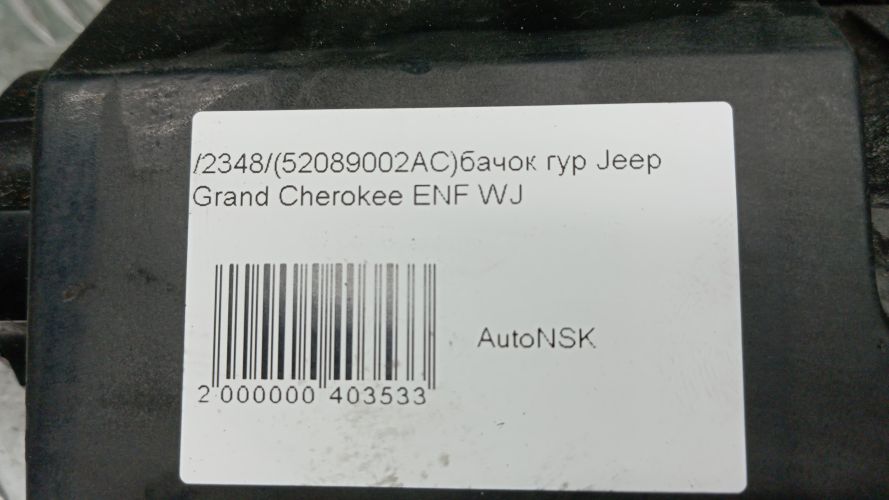 /2348/(52089002AC)бачок гур Jeep
Grand Cherokee ENF WJ
AutoNSK
2 000000 403533